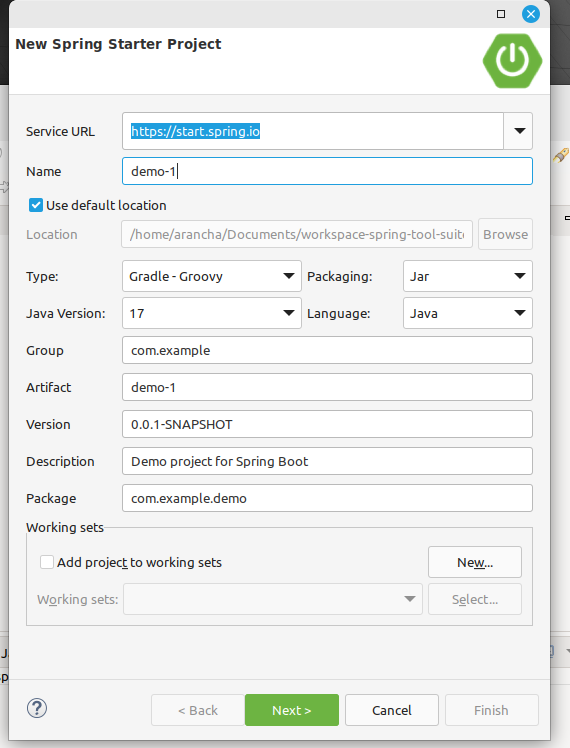 New Spring Starter Project
Service URL https://start.spring.io
Name demo-1
Use default location
Location /home/arancha/Documents/workspace-spring-tool-suit Browse
Type: Gradle - Groovy Packaging: Jar
Java Version: 17 Language: Java
Group com.example
Artifact demo-1
Version 0.0.1-SNAPSHOT
Description Demo project for Spring Boot
Package com.example.demo
Working sets
Add project to working sets New...
Working sets: Select...
? < Back Next > Cancel Finish